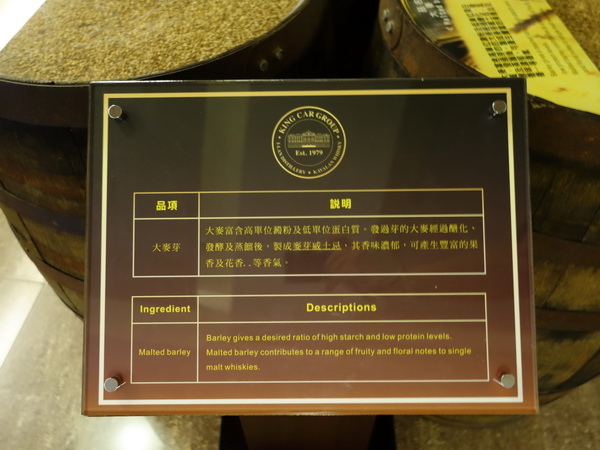 KING CAR GROUP
Est. 1979
YUAN DISTILLERY • KAVALAN WHISKY
品項 說明
大麥芽
大麥富含高單位澱粉及低單位蛋白質。發過芽的大麥經過醣化、
發酵及蒸餾後，製成麥芽威士忌，其香味濃郁，可產生豐富的果
香及花香..等香氣。
Ingredient Descriptions
Malted barley
Barley gives a desired ratio of high starch and low protein levels.
Malted barley contributes to a range of fruity and floral notes to single
malt whiskies.